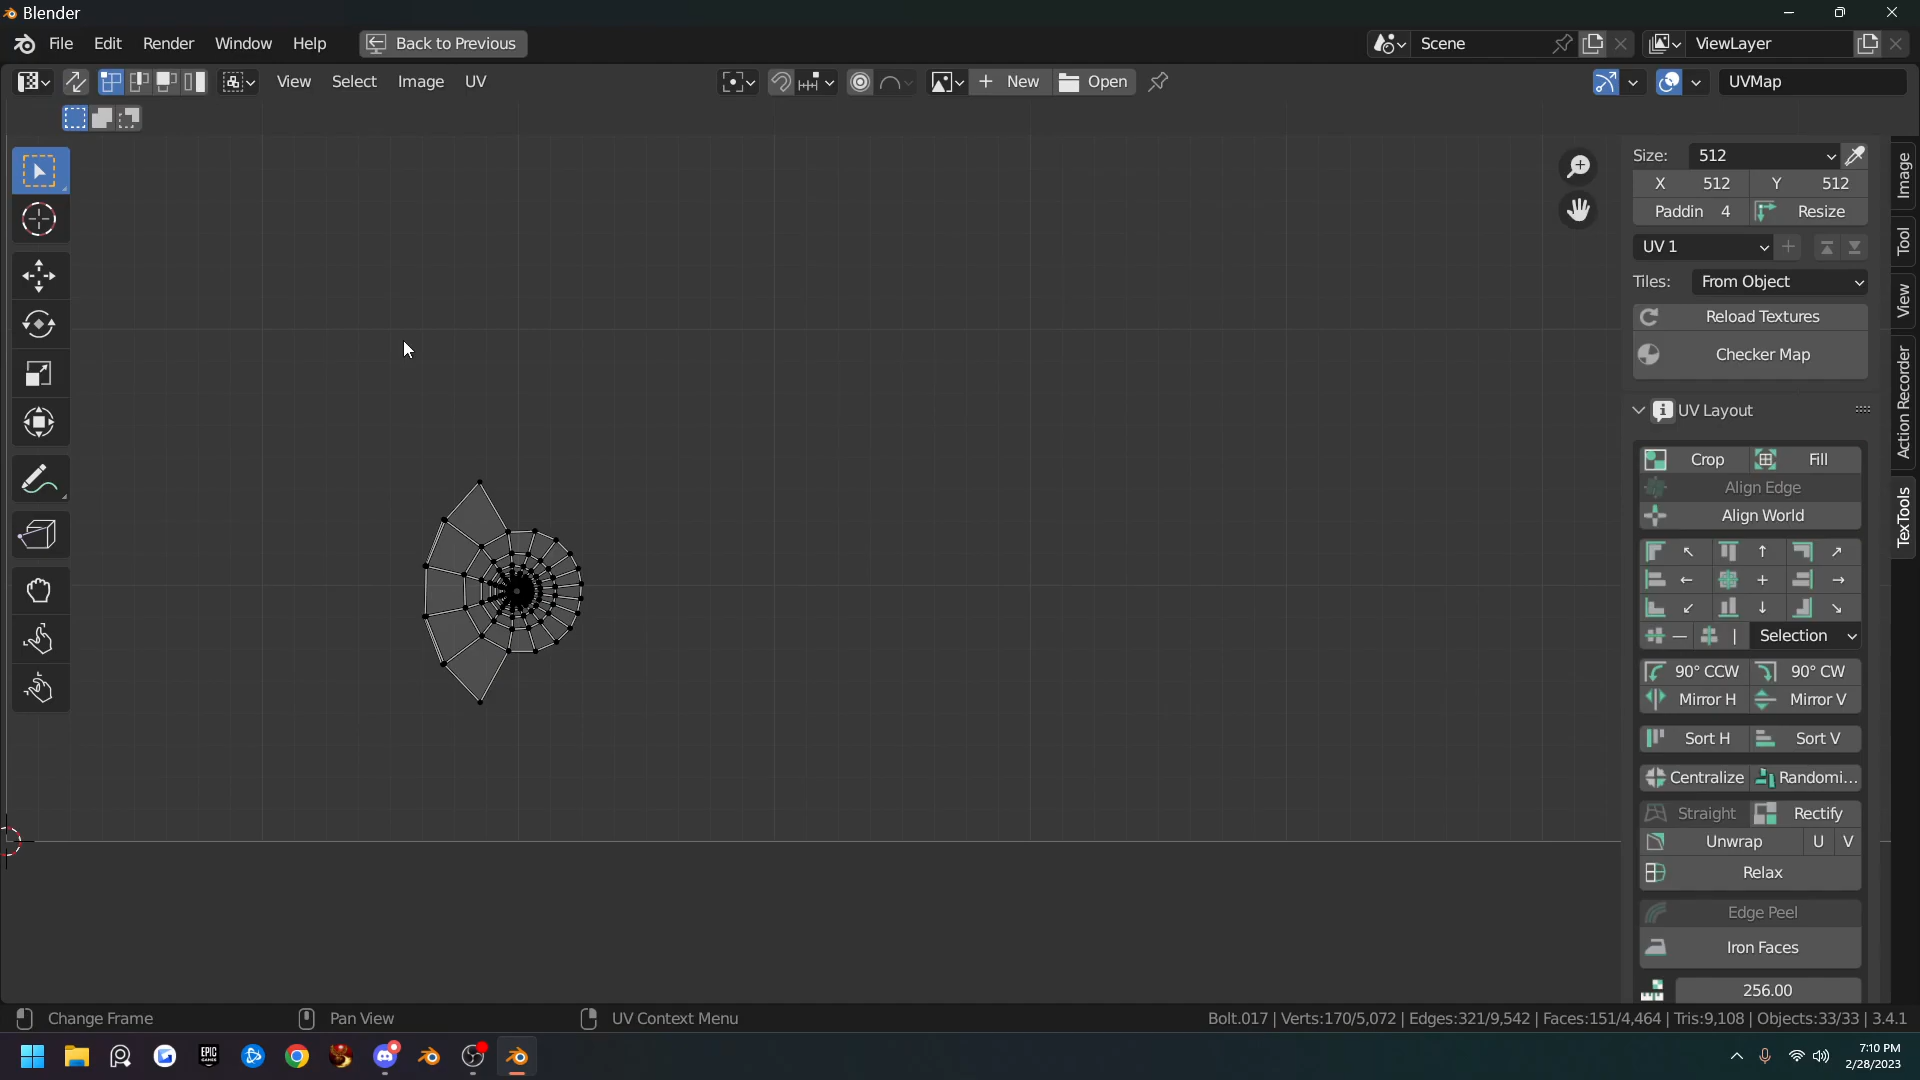 Blender
File Edit Render Window Help Back to Previous Scene ViewLayer
View Select Image UV New Open UVMap
Size: 512
X 512 Y 512
Paddin 4 Resize
UV 1
Tiles: From Object
Reload Textures
Checker Map
UV Layout
Crop Fill
Align Edge
Align World
Selection
90° CCW 90° CW
Mirror H Mirror V
Sort H Sort V
Centralize Randomi...
Straight Rectify
Unwrap U V
Relax
Edge Peel
Iron Faces
256.00
Image
Tool
View
Action Recorder
TexTools
Change Frame Pan View UV Context Menu Bolt.017 | Verts:170/5,072 | Edges:321/9,542 | Faces:151/4,464 | Tris:9,108 | Objects:33/33 | 3.4.1
EPIC GAMES
7:10 PM
2/28/2023